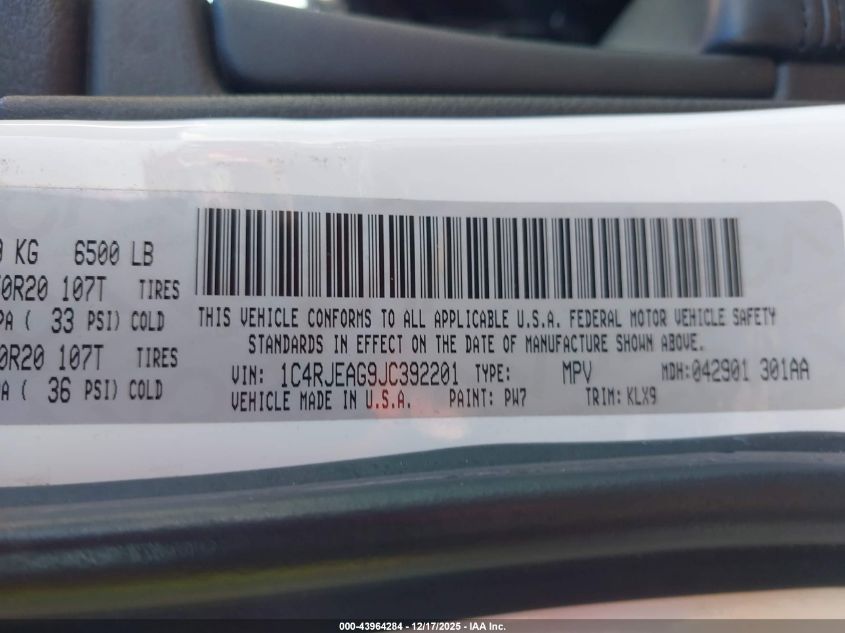 0 KG 6500 LB
0R20 107T TIRES
PA ( 33 PSI) COLD
0R20 107T TIRES
A ( 36 PSI) COLD
THIS VEHICLE CONFORMS TO ALL APPLICABLE U.S.A. FEDERAL MOTOR VEHICLE SAFETY
STANDARDS IN EFFECT ON THE DATE OF MANUFACTURE SHOWN ABOVE.
VIN: 1C4RJEAG9JC392201 TYPE: MPV MDH:042901 301AA
VEHICLE MADE IN U.S.A. PAINT: PW7 TRIM: KLX9
000-43964284 - 12/17/2025 - IAA Inc.